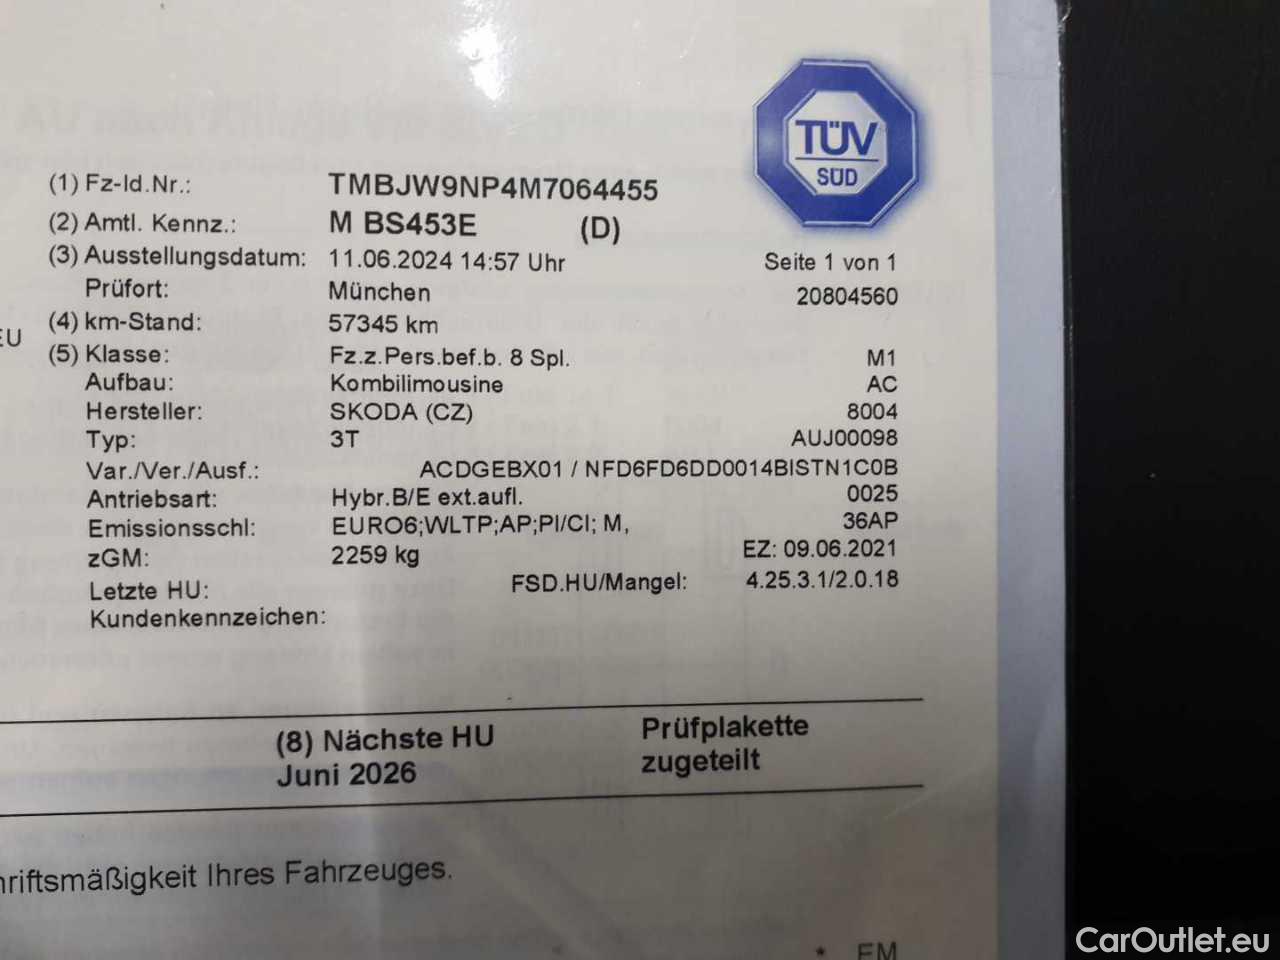 TÜV
SÜD
(1) Fz-Id.Nr.: TMBJW9NP4M7064455
(2) Amtl. Kennz.: M BS453E (D)
(3) Ausstellungsdatum: 11.06.2024 14:57 Uhr Seite 1 von 1
Prüfort: München 20804560
(4) km-Stand: 57345 km
EU
(5) Klasse: Fz.z.Pers.bef.b. 8 Spl. M1
Aufbau: Kombilimousine AC
Hersteller: SKODA (CZ) 8004
Typ: 3T AUJ00098
Var./Ver./Ausf.: ACDGEBX01 / NFD6FD6DD0014BISTN1C0B
Antriebsart: Hybr.B/E ext.aufl. 0025
Emissionsschl: EURO6;WLTP;AP;PI/CI; M, 36AP
zGM: 2259 kg EZ: 09.06.2021
Letzte HU: FSD.HU/Mangel: 4.25.3.1/2.0.18
Kundenkennzeichen:
(8) Nächste HU Prüfplakette
Juni 2026 zugeteilt
hriftsmäßigkeit Ihres Fahrzeuges.
* FM
CarOutlet.eu